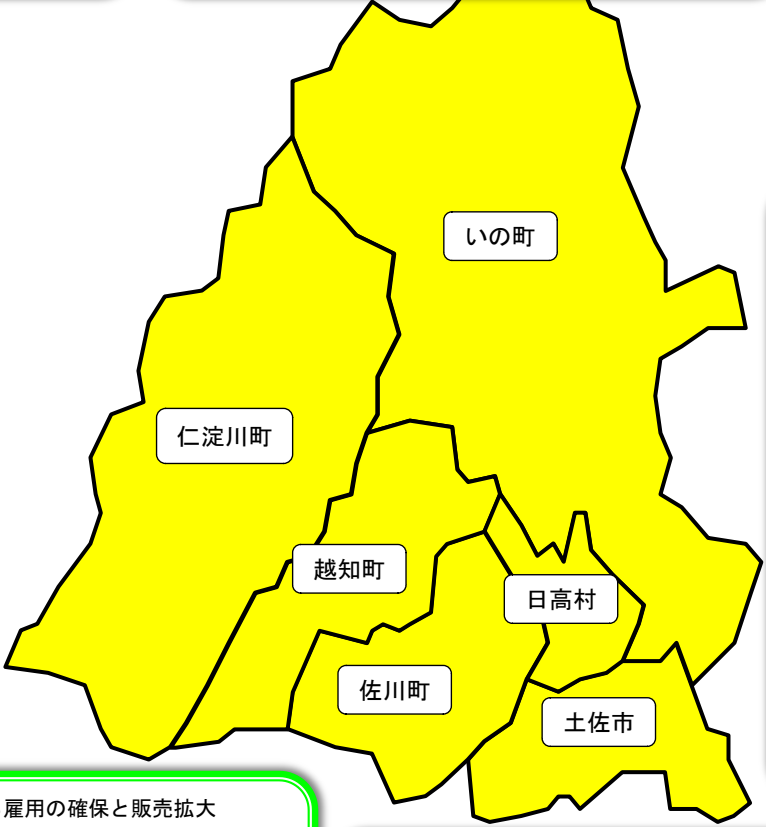 いの町
仁淀川町
越知町
日高村
佐川町
土佐市
雇用の確保と販売拡大